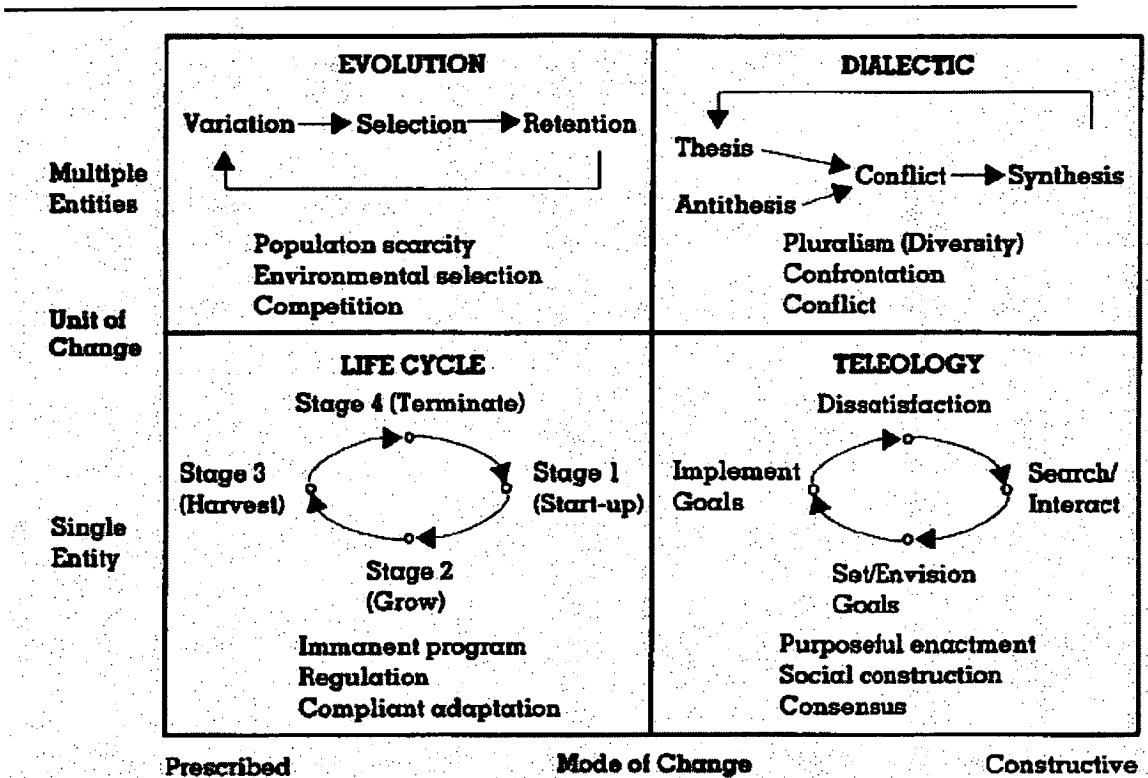 EVOLUTION
Variation Selection Retention
Populaton scarcity
Environmental selection
Competition
DIALECTIC
Thesis
Conflict Synthesis
Antithesis
Pluralism (Diversity)
Confrontation
Conflict
Multiple
Entities
Unit of
Change
Single
Entity
LIFE CYCLE
Stage 4 (Terminate)
Stage 3
(Harvest)
Stage 1
(Start-up)
Stage 2
(Grow)
Immanent program
Regulation
Compliant adaptation
TELEOLOGY
Dissatisfaction
Implement
Goals
Search/
Interact
Set/Envision
Goals
Purposeful enactment
Social construction
Consensus
Prescribed Mode of Change Constructive